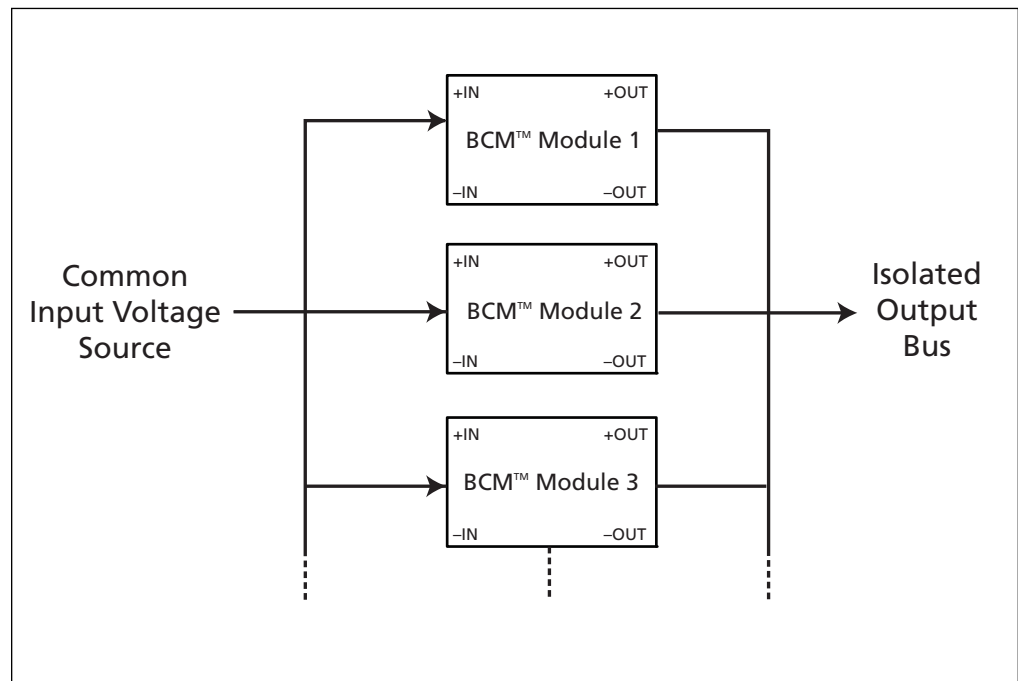 +IN +OUT
BCM™ Module 1
–IN –OUT
Common
Input Voltage
Source
+IN +OUT
BCM™ Module 2
–IN –OUT
Isolated
Output
Bus
+IN +OUT
BCM™ Module 3
–IN –OUT